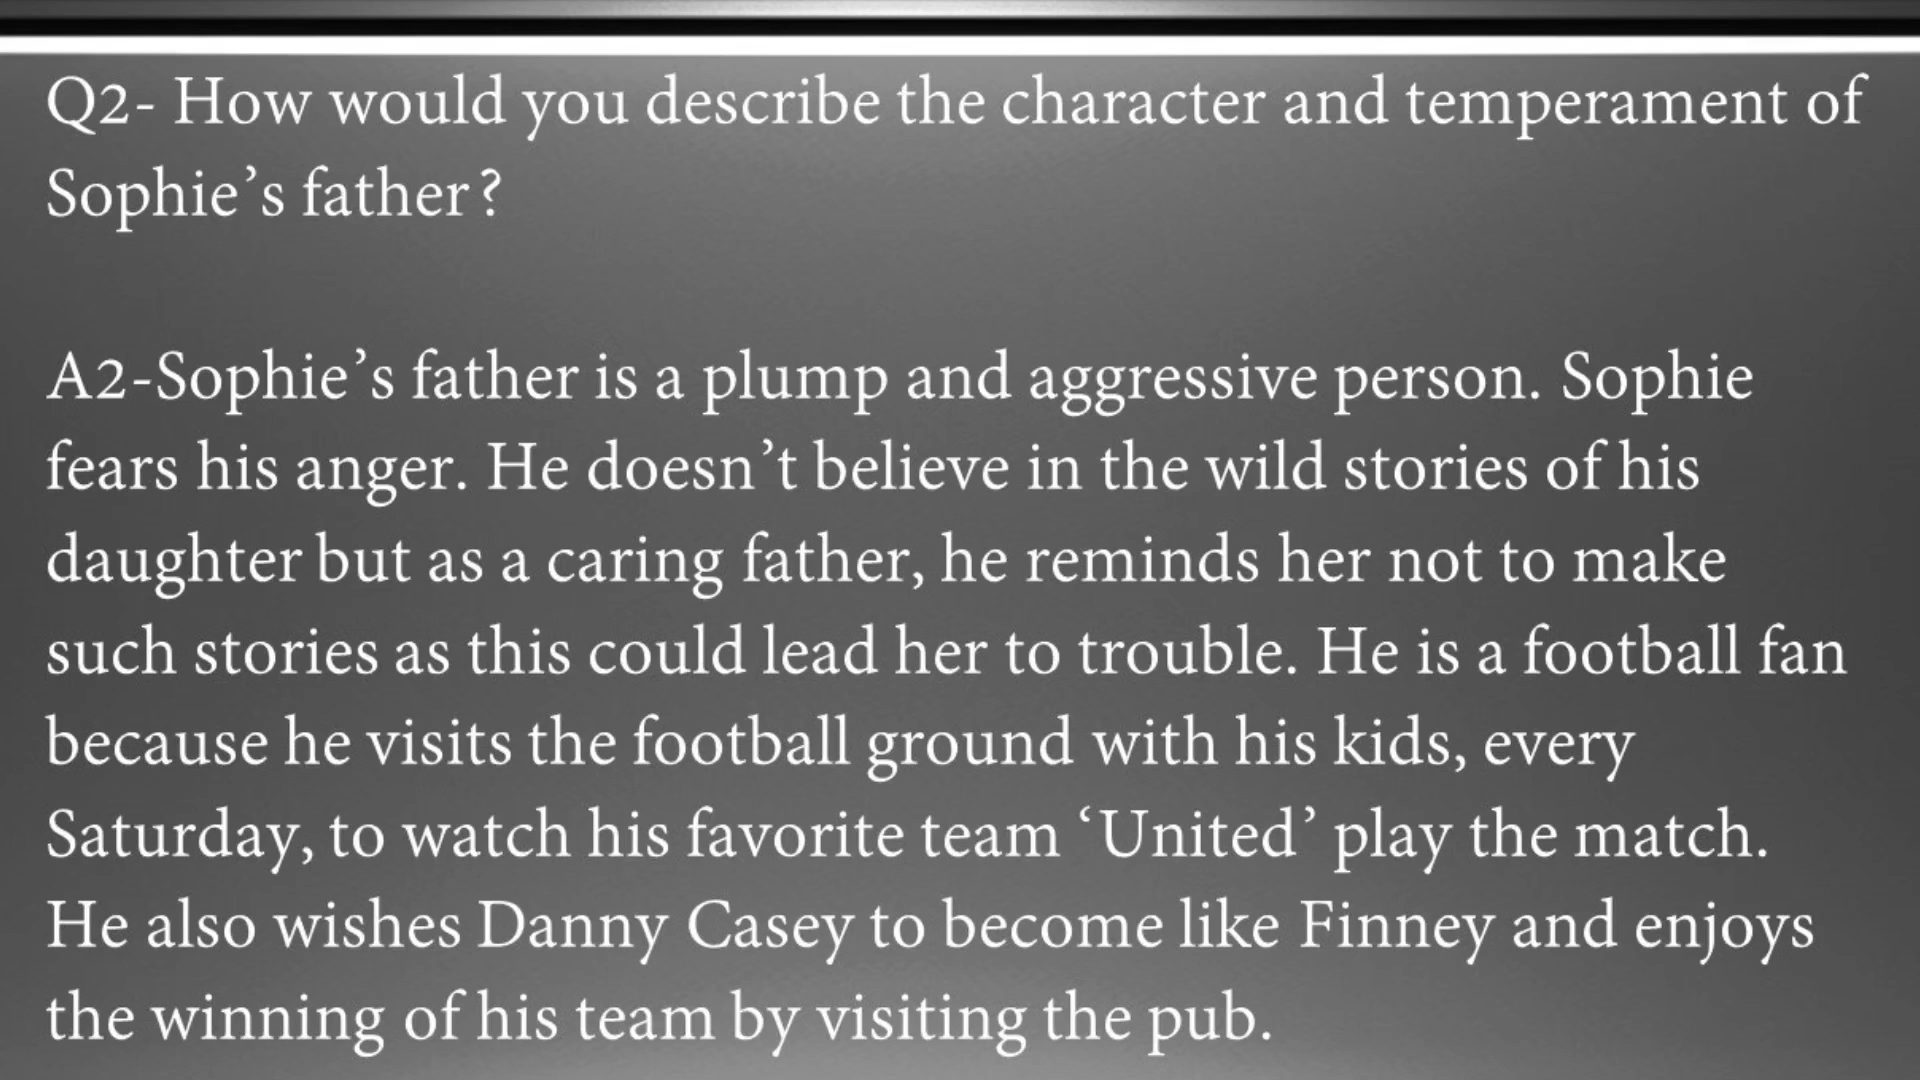 Q2- How would you describe the character and temperament of
Sophie’s father?
A2-Sophie’s father is a plump and aggressive person. Sophie
fears his anger. He doesn’t believe in the wild stories of his
daughter but as a caring father, he reminds her not to make
such stories as this could lead her to trouble. He is a football fan
because he visits the football ground with his kids, every
Saturday, to watch his favorite team ‘United’ play the match.
He also wishes Danny Casey to become like Finney and enjoys
the winning of his team by visiting the pub.